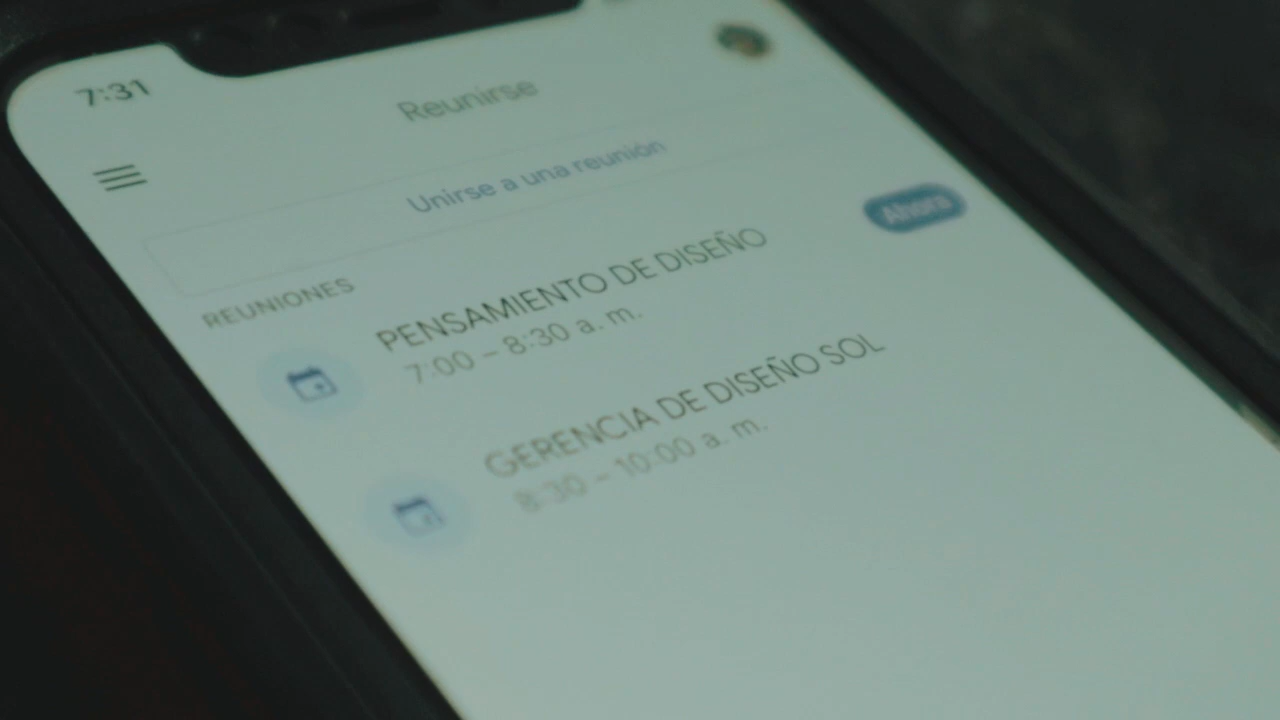 7:31
Reunirse
Unirse a una reunión
REUNIONES
Ahora
PENSAMIENTO DE DISEÑO
7:00 – 8:30 a. m.
GERENCIA DE DISEÑO SOL
8:30 – 10:00 a. m.